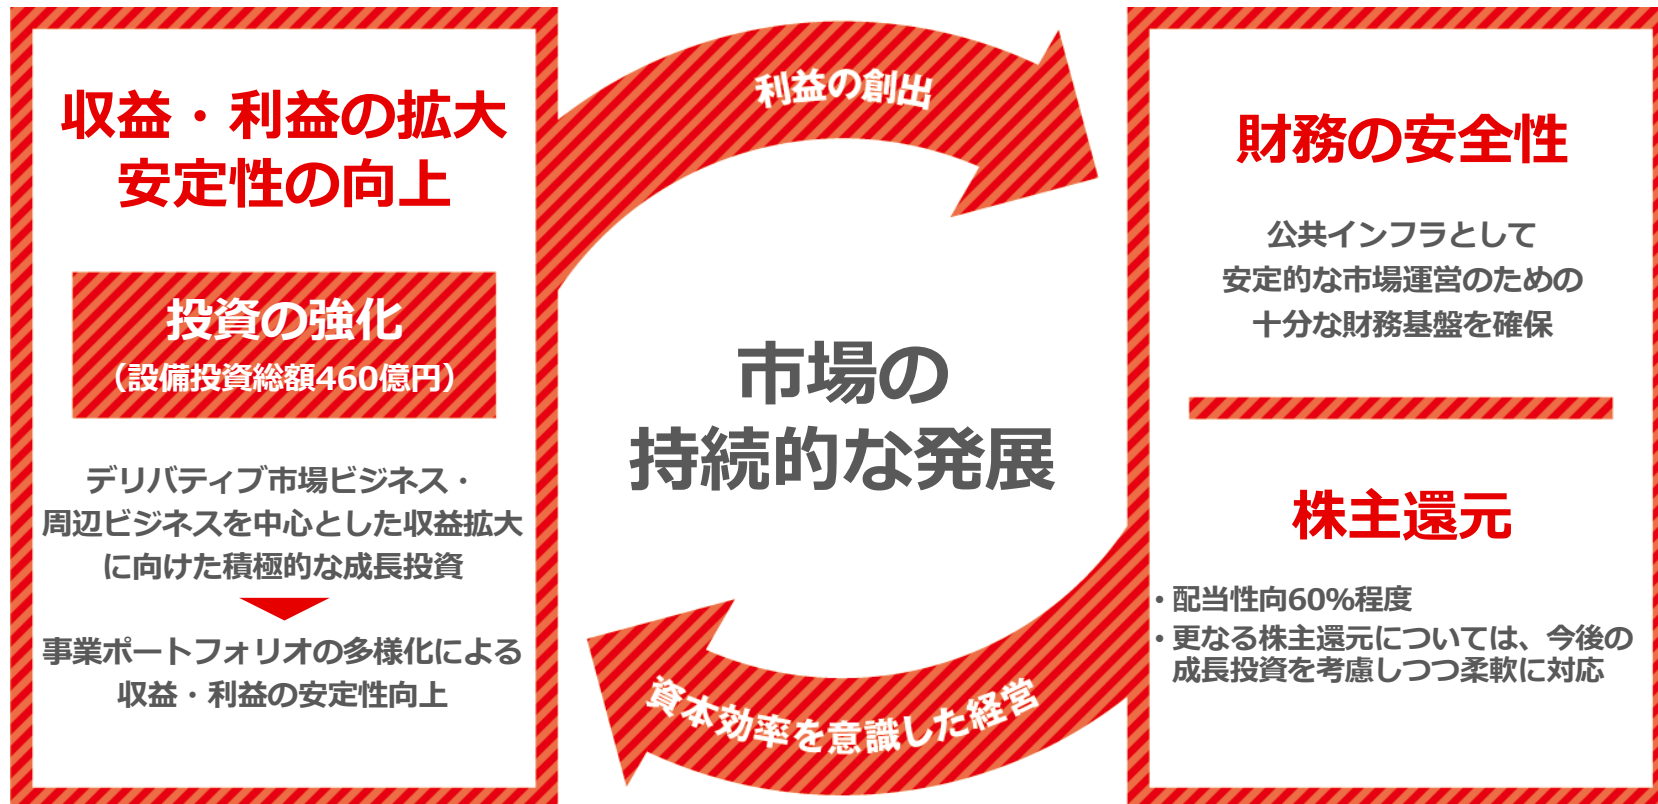 収益・利益の拡大
安定性の向上
投資の強化
（設備投資総額460億円）
デリバティブ市場ビジネス・
周辺ビジネスを中心とした収益拡大
に向けた積極的な成長投資
事業ポートフォリオの多様化による
収益・利益の安定性向上
利益の創出
市場の
持続的な発展
資本効率を意識した経営
財務の安全性
公共インフラとして
安定的な市場運営のための
十分な財務基盤を確保
株主還元
・配当性向60%程度
・更なる株主還元については、今後の
成長投資を考慮しつつ柔軟に対応